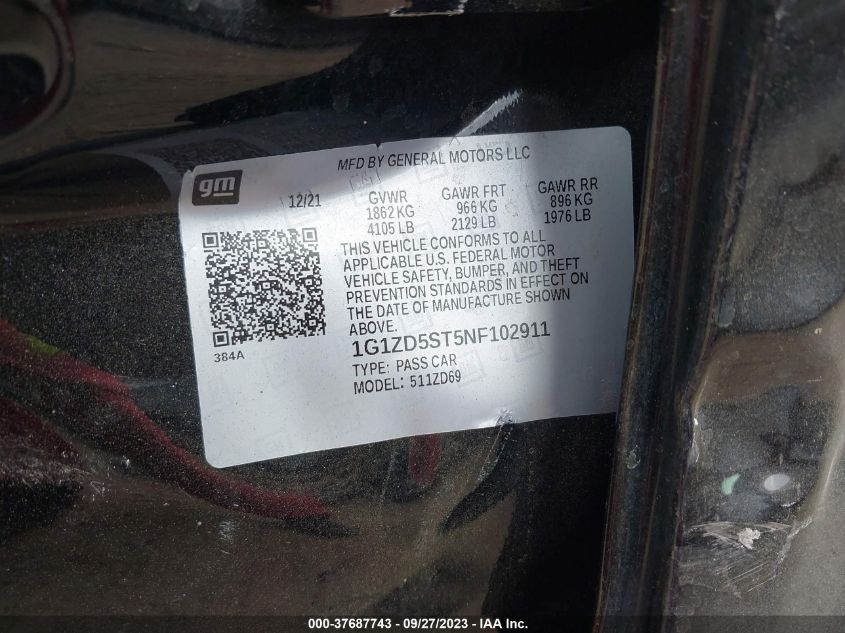 MFD BY GENERAL MOTORS LLC
gm
12/21
GVWR
1862 KG
4105 LB
GAWR FRT
966 KG
2129 LB
GAWR RR
896 KG
1976 LB
THIS VEHICLE CONFORMS TO ALL
APPLICABLE U.S. FEDERAL MOTOR
VEHICLE SAFETY, BUMPER, AND THEFT
PREVENTION STANDARDS IN EFFECT ON
THE DATE OF MANUFACTURE SHOWN
ABOVE.
384A
1G1ZD5ST5NF102911
TYPE: PASS CAR
MODEL: 511ZD69
000-37687743 / 09/27/2023 - © IAA Inc.